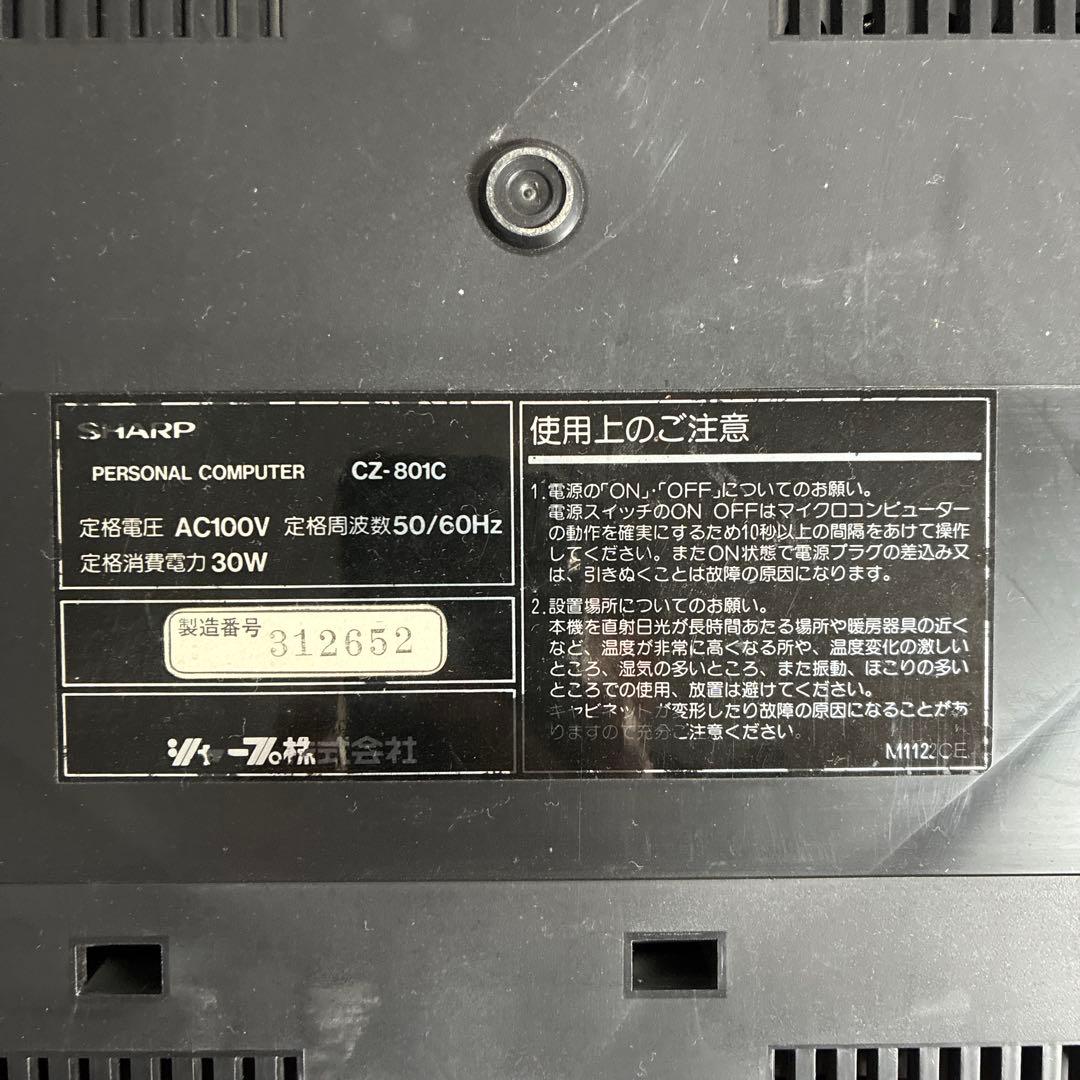 SHARP
PERSONAL COMPUTER CZ-801C
定格電圧 AC100V 定格周波数50/60Hz
定格消費電力 30W
製造番号 312652
シャープ株式会社
使用上のご注意
1.電源の「ON」・「OFF」についてのお願い。
電源スイッチのON OFFはマイクロコンピューター
の動作を確実にするため10秒以上の間隔をあけて操作
してください。またON状態で電源プラグの差込み又
は、引きぬくことは故障の原因になります。
2.設置場所についてのお願い。
本機を直射日光が長時間あたる場所や暖房器具の近く
など、温度が非常に高くなる所や、温度変化の激しい
ところ、湿気の多いところ、また振動、ほこりの多い
ところでの使用、放置は避けてください。
キャビネットが変形したり故障の原因になることがあ
りますので充分ご注意ください。
M1122CE